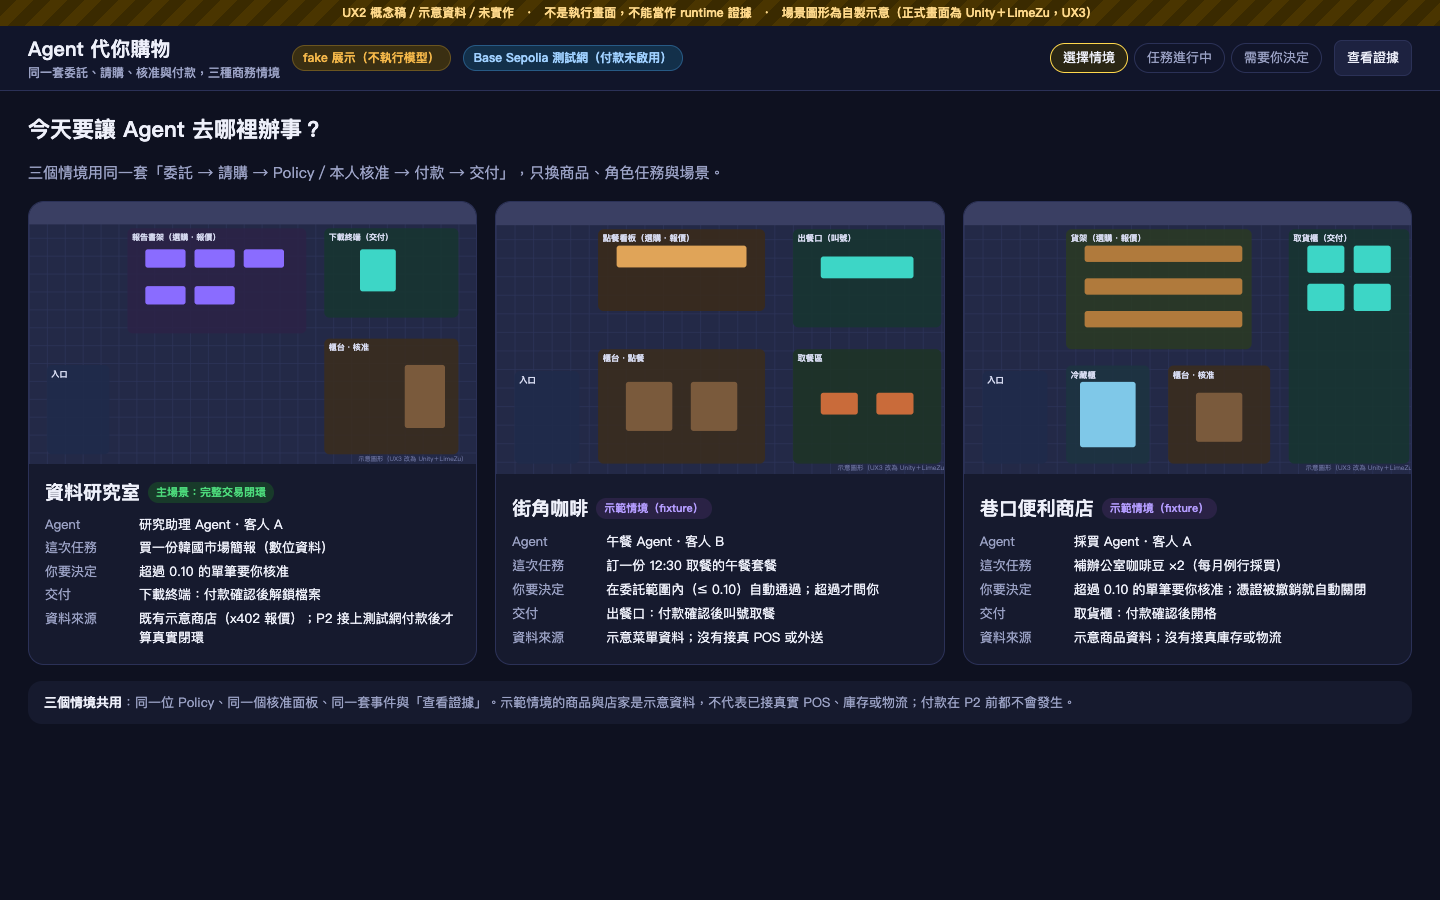 UX2 概念稿 / 示意資料 / 未實作 · 不是執行畫面，不能當作 runtime 證據 · 場景圖形為自製示意（正式畫面為 Unity＋LimeZu，UX3）
Agent 代你購物
同一套委託、請購、核准與付款，三種商務情境
fake 展示（不執行模型）
Base Sepolia 測試網（付款未啟用）
選擇情境
任務進行中
需要你決定
查看證據
今天要讓 Agent 去哪裡辦事？
三個情境用同一套「委託 → 請購 → Policy / 本人核准 → 付款 → 交付」，只換商品、角色任務與場景。
報告書架（選購・報價）
下載終端（交付）
櫃台・核准
入口
示意圖形（UX3 改為 Unity＋LimeZu）
資料研究室
主場景：完整交易閉環
Agent 研究助理 Agent・客人 A
這次任務 買一份韓國市場簡報（數位資料）
你要決定 超過 0.10 的單筆要你核准
交付 下載終端：付款確認後解鎖檔案
資料來源 既有示意商店（x402 報價）；P2 接上測試網付款後才
算真實閉環
點餐看板（選購・報價）
出餐口（叫號）
櫃台・點餐
取餐區
入口
示意圖形（UX3 改為 Unity＋LimeZu
街角咖啡
示範情境（fixture）
Agent 午餐 Agent・客人 B
這次任務 訂一份 12:30 取餐的午餐套餐
你要決定 在委託範圍內（≤ 0.10）自動通過；超過才問你
交付 出餐口：付款確認後叫號取餐
資料來源 示意菜單資料；沒有接真 POS 或外送
貨架（選購・報價）
取貨櫃（交付）
入口
冷藏櫃
櫃台・核准
示意圖形（UX3 改為 Unity＋LimeZu
巷口便利商店
示範情境（fixture）
Agent 採買 Agent・客人 A
這次任務 補辦公室咖啡豆 ×2（每月例行採買）
你要決定 超過 0.10 的單筆要你核准；憑證被撤銷就自動關閉
交付 取貨櫃：付款確認後開格
資料來源 示意商品資料；沒有接真庫存或物流
三個情境共用：同一位 Policy、同一個核准面板、同一套事件與「查看證據」。示範情境的商品與店家是示意資料，不代表已接真實 POS、庫存或物流；付款在 P2 前都不會發生。